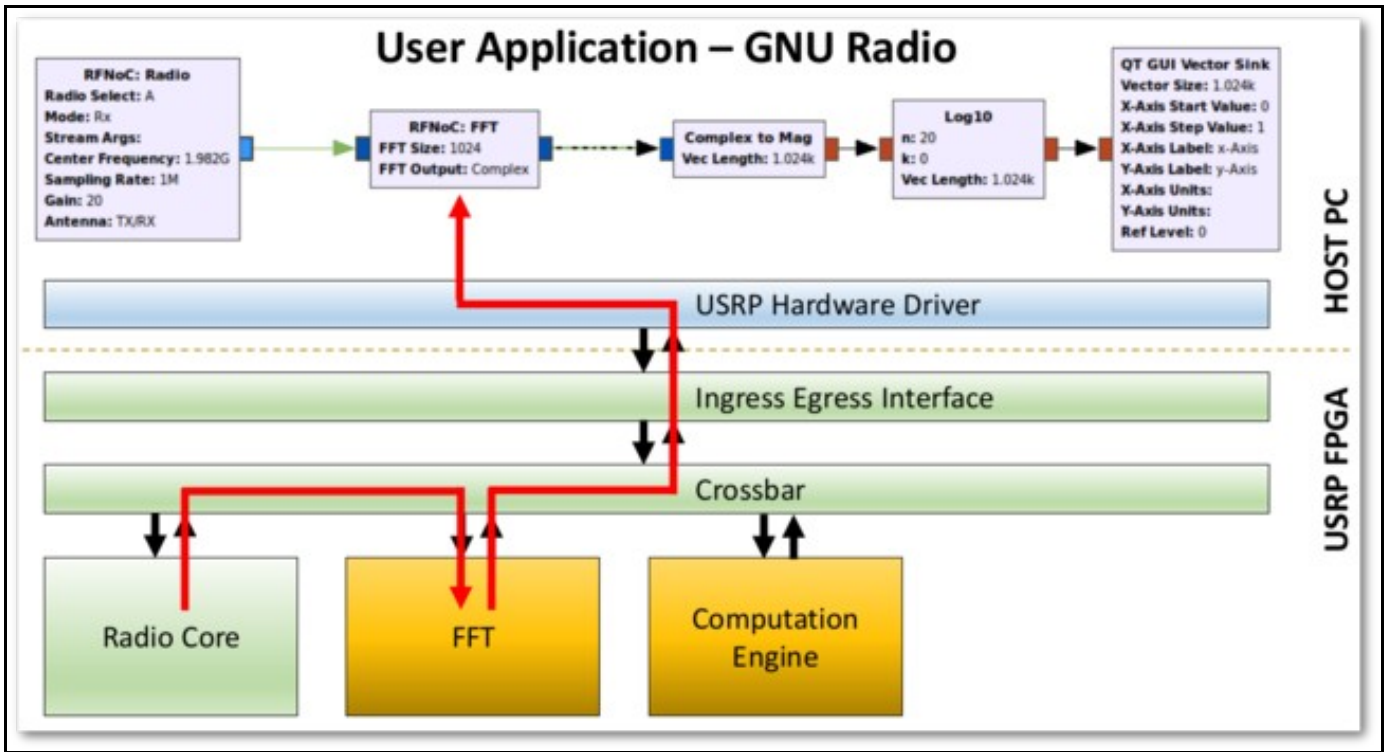 User Application – GNU Radio
RFNoC: Radio
Radio Select: A
Mode: Rx
Stream Args:
Center Frequency: 1.982G
Sampling Rate: 1M
Gain: 20
Antenna: TX/RX
RFNoC: FFT
FFT Size: 1024
FFT Output: Complex
Complex to Mag
Vec Length: 1.024k
Log10
n: 20
k: 0
Vec Length: 1.024k
QT GUI Vector Sink
Vector Size: 1.024k
X-Axis Start Value: 0
X-Axis Step Value: 1
X-Axis Label: x-Axis
Y-Axis Label: y-Axis
X-Axis Units:
Y-Axis Units:
Ref Level: 0
HOST PC
USRP Hardware Driver
Ingress Egress Interface
Crossbar
USRP FPGA
Radio Core
FFT
Computation
Engine